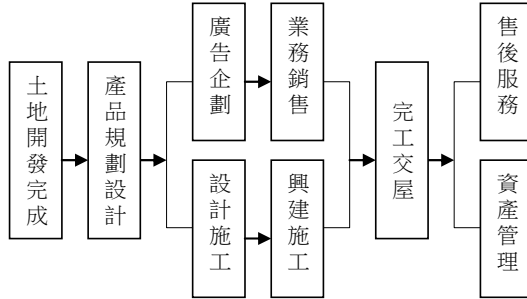 土地開發完成
產品規劃設計
廣告企劃
業務銷售
設計施工
興建施工
完工交屋
售後服務
資產管理